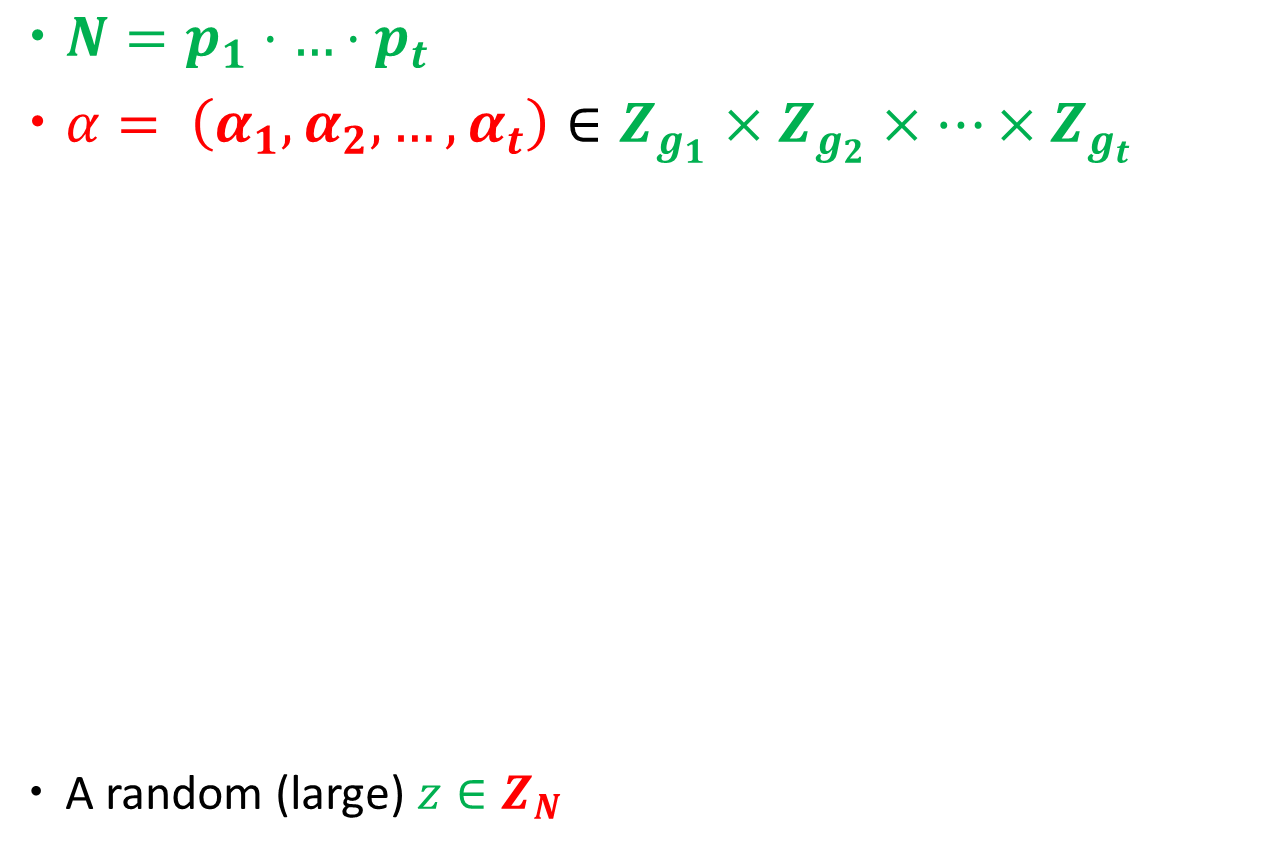 • 𝑵 = 𝒑₁ · … · 𝒑ₜ
• 𝛼 = (𝜶₁, 𝜶₂, … , 𝜶ₜ) ∈ 𝒁_{𝒈₁} × 𝒁_{𝒈₂} × ⋯ × 𝒁_{𝒈ₜ}
• A random (large) 𝑧 ∈ 𝒁_𝑵